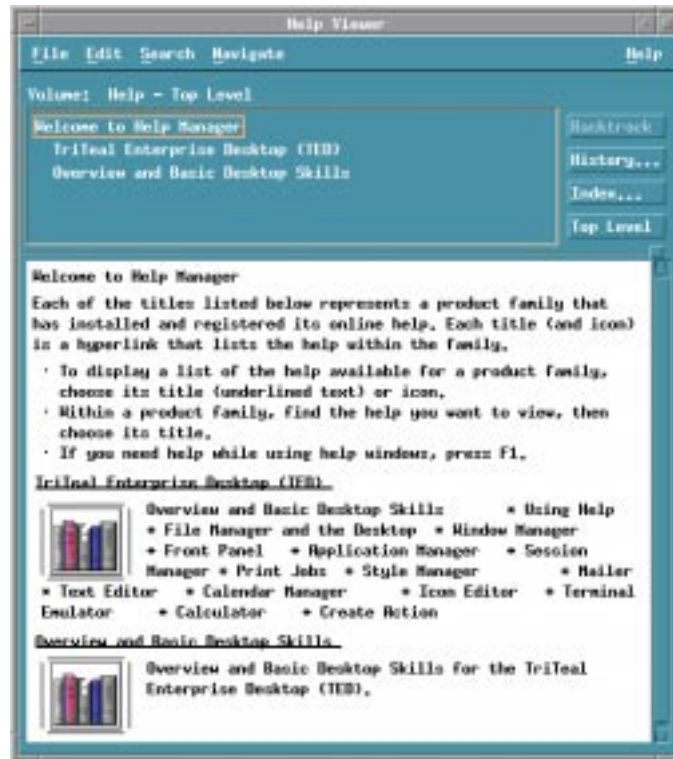 Help Viewer
File Edit Search Navigate Help
Volume: Help - Top Level
Welcome to Help Manager
TriTeal Enterprise Desktop (TED)
Overview and Basic Desktop Skills
Backtrack
History...
Index...
Top Level
Welcome to Help Manager
Each of the titles listed below represents a product family that
has installed and registered its online help. Each title (and icon)
is a hyperlink that lists the help within the family.
· To display a list of the help available for a product family,
choose its title (underlined text) or icon.
· Within a product family, find the help you want to view, then
choose its title.
· If you need help while using help windows, press F1.
TriTeal Enterprise Desktop (TED)
Overview and Basic Desktop Skills * Using Help
* File Manager and the Desktop * Window Manager
* Front Panel * Application Manager * Session
Manager * Print Jobs * Style Manager * Mailer
* Text Editor * Calendar Manager * Icon Editor * Terminal
Emulator * Calculator * Create Action
Overview and Basic Desktop Skills
Overview and Basic Desktop Skills for the TriTeal
Enterprise Desktop (TED).